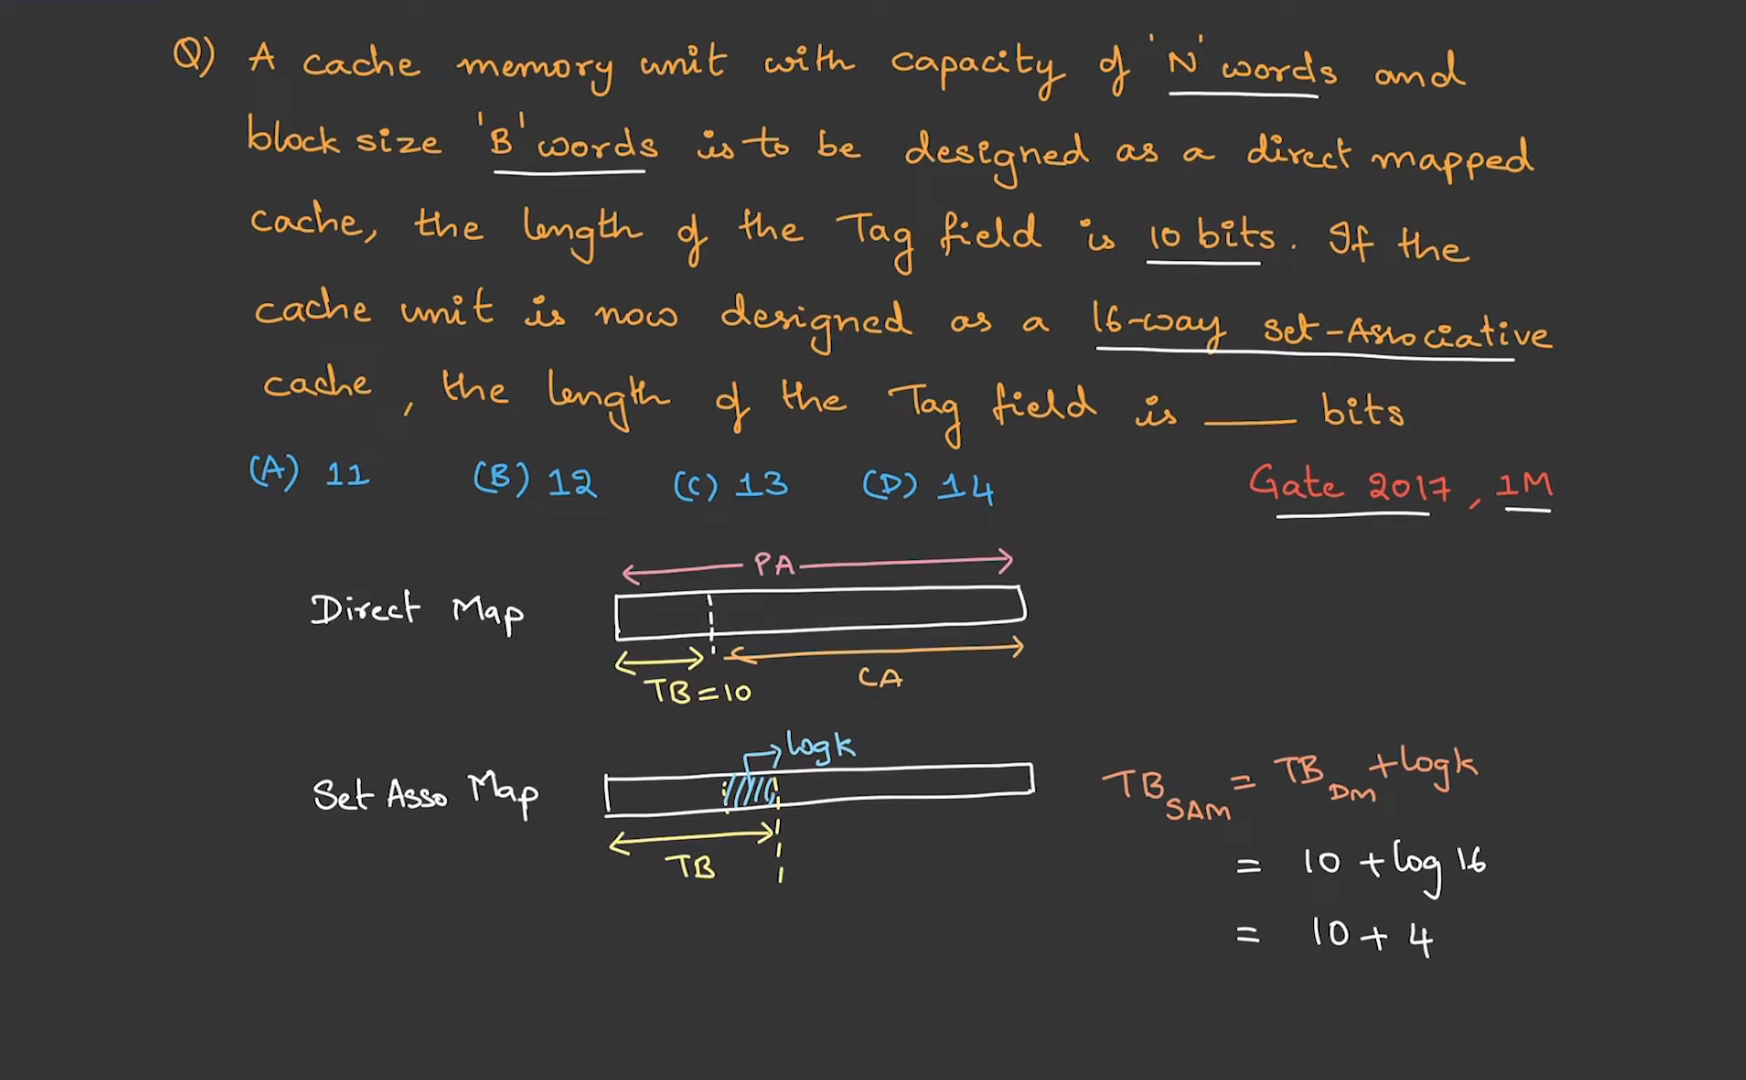 Q) A cache memory unit with capacity of 'N' words and
block size 'B' words is to be designed as a direct mapped
cache, the length of the Tag field is 10 bits. If the
cache unit is now designed as a 16-way set-Associative
cache, the length of the Tag field is ____ bits
(A) 11 (B) 12 (C) 13 (D) 14 Gate 2017, 1M
PA
Direct Map
TB=10 CA
logk
Set Asso Map
TB
TB SAM = TB DM + logk
= 10 + log 16
= 10 + 4